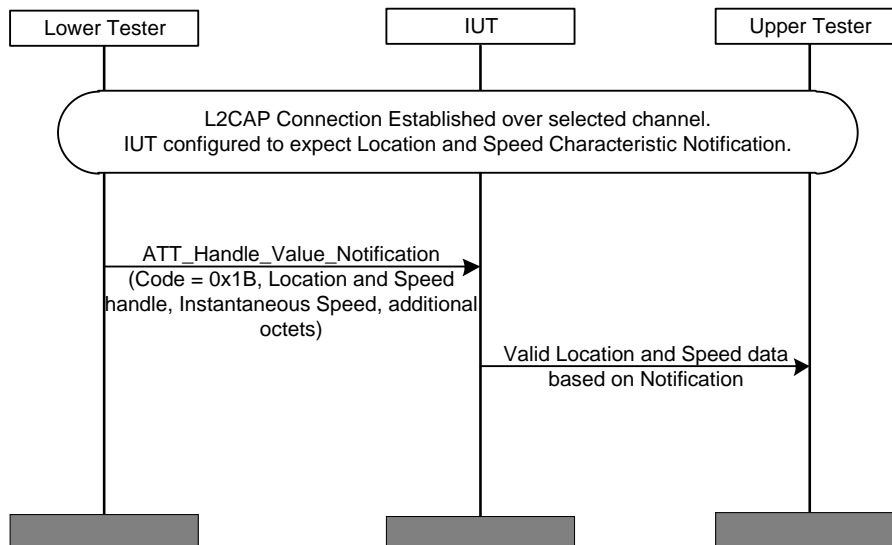 Lower Tester
IUT
Upper Tester
L2CAP Connection Established over selected channel.
IUT configured to expect Location and Speed Characteristic Notification.
ATT_Handle_Value_Notification
(Code = 0x1B, Location and Speed
handle, Instantaneous Speed, additional
octets)
Valid Location and Speed data
based on Notification